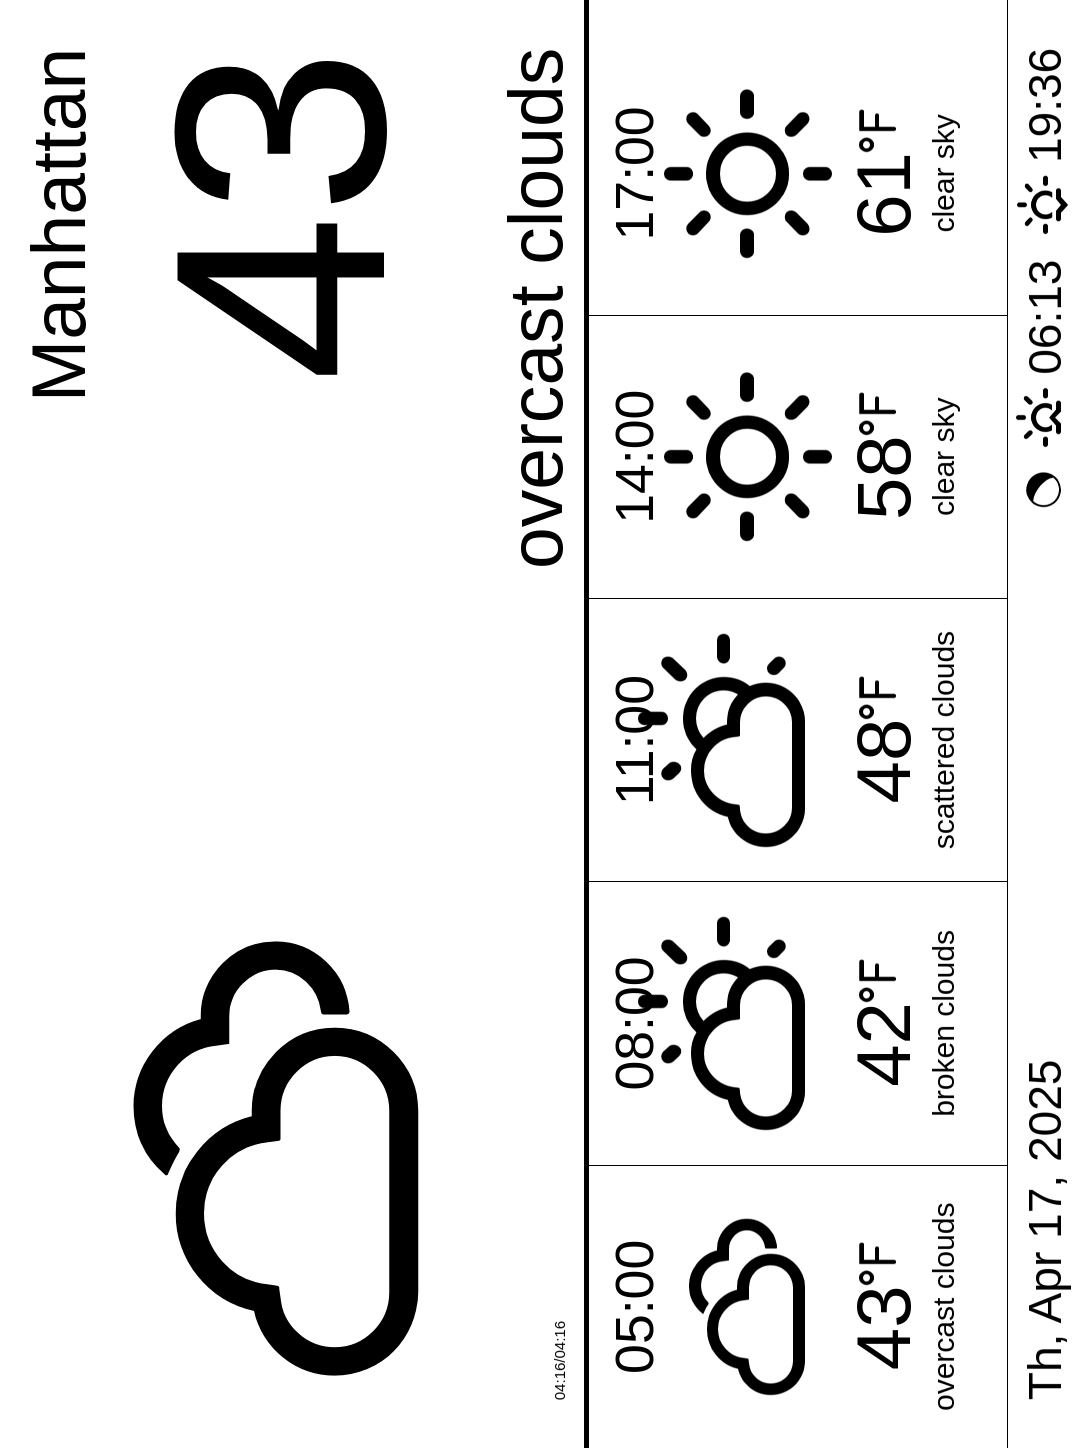 Manhattan
43
overcast clouds
04:16/04:16
05:00 08:00 11:00 14:00 17:00
43°F 42°F 48°F 58°F 61°F
overcast clouds broken clouds scattered clouds clear sky clear sky
Th, Apr 17, 2025 06:13 19:36